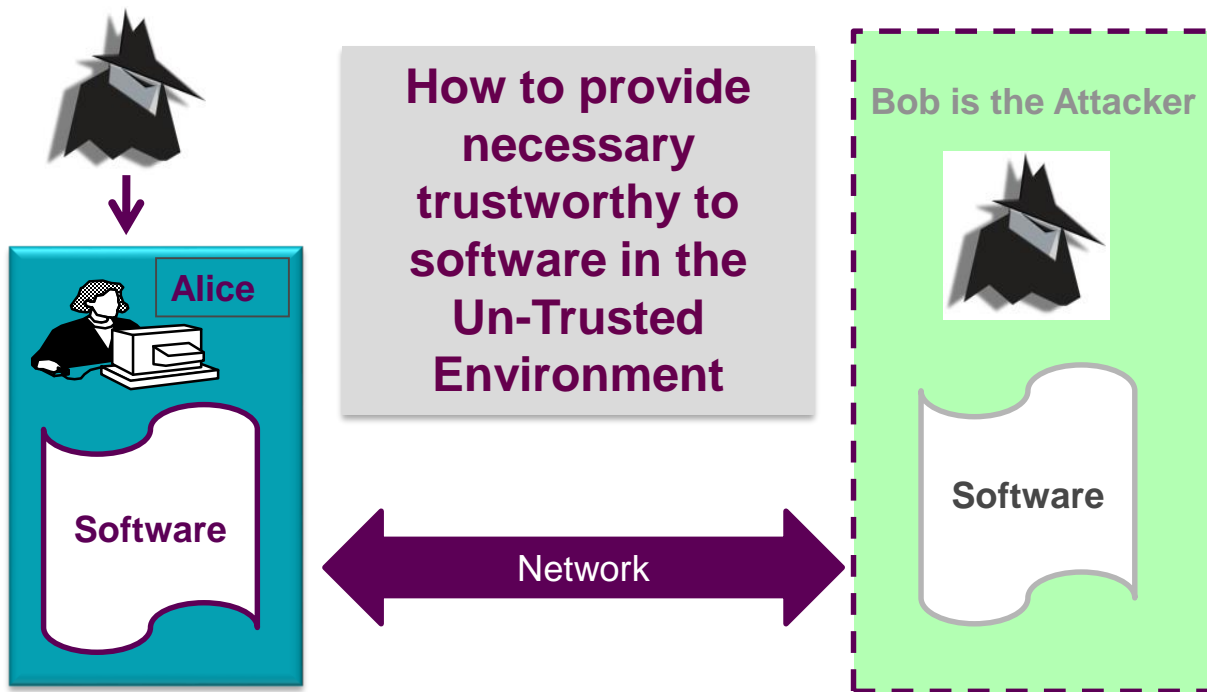 How to provide
necessary
trustworthy to
software in the
Un-Trusted
Environment
Bob is the Attacker
Alice
Software
Network
Software